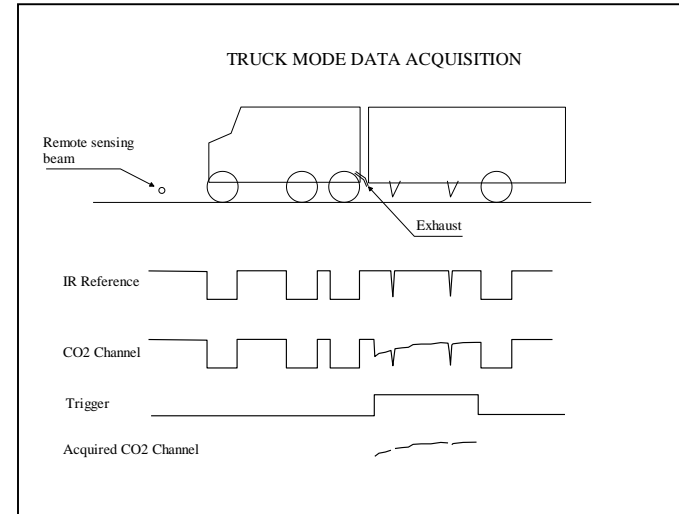 TRUCK MODE DATA ACQUISITION
Remote sensing
beam
Exhaust
IR Reference
CO2 Channel
Trigger
Acquired CO2 Channel